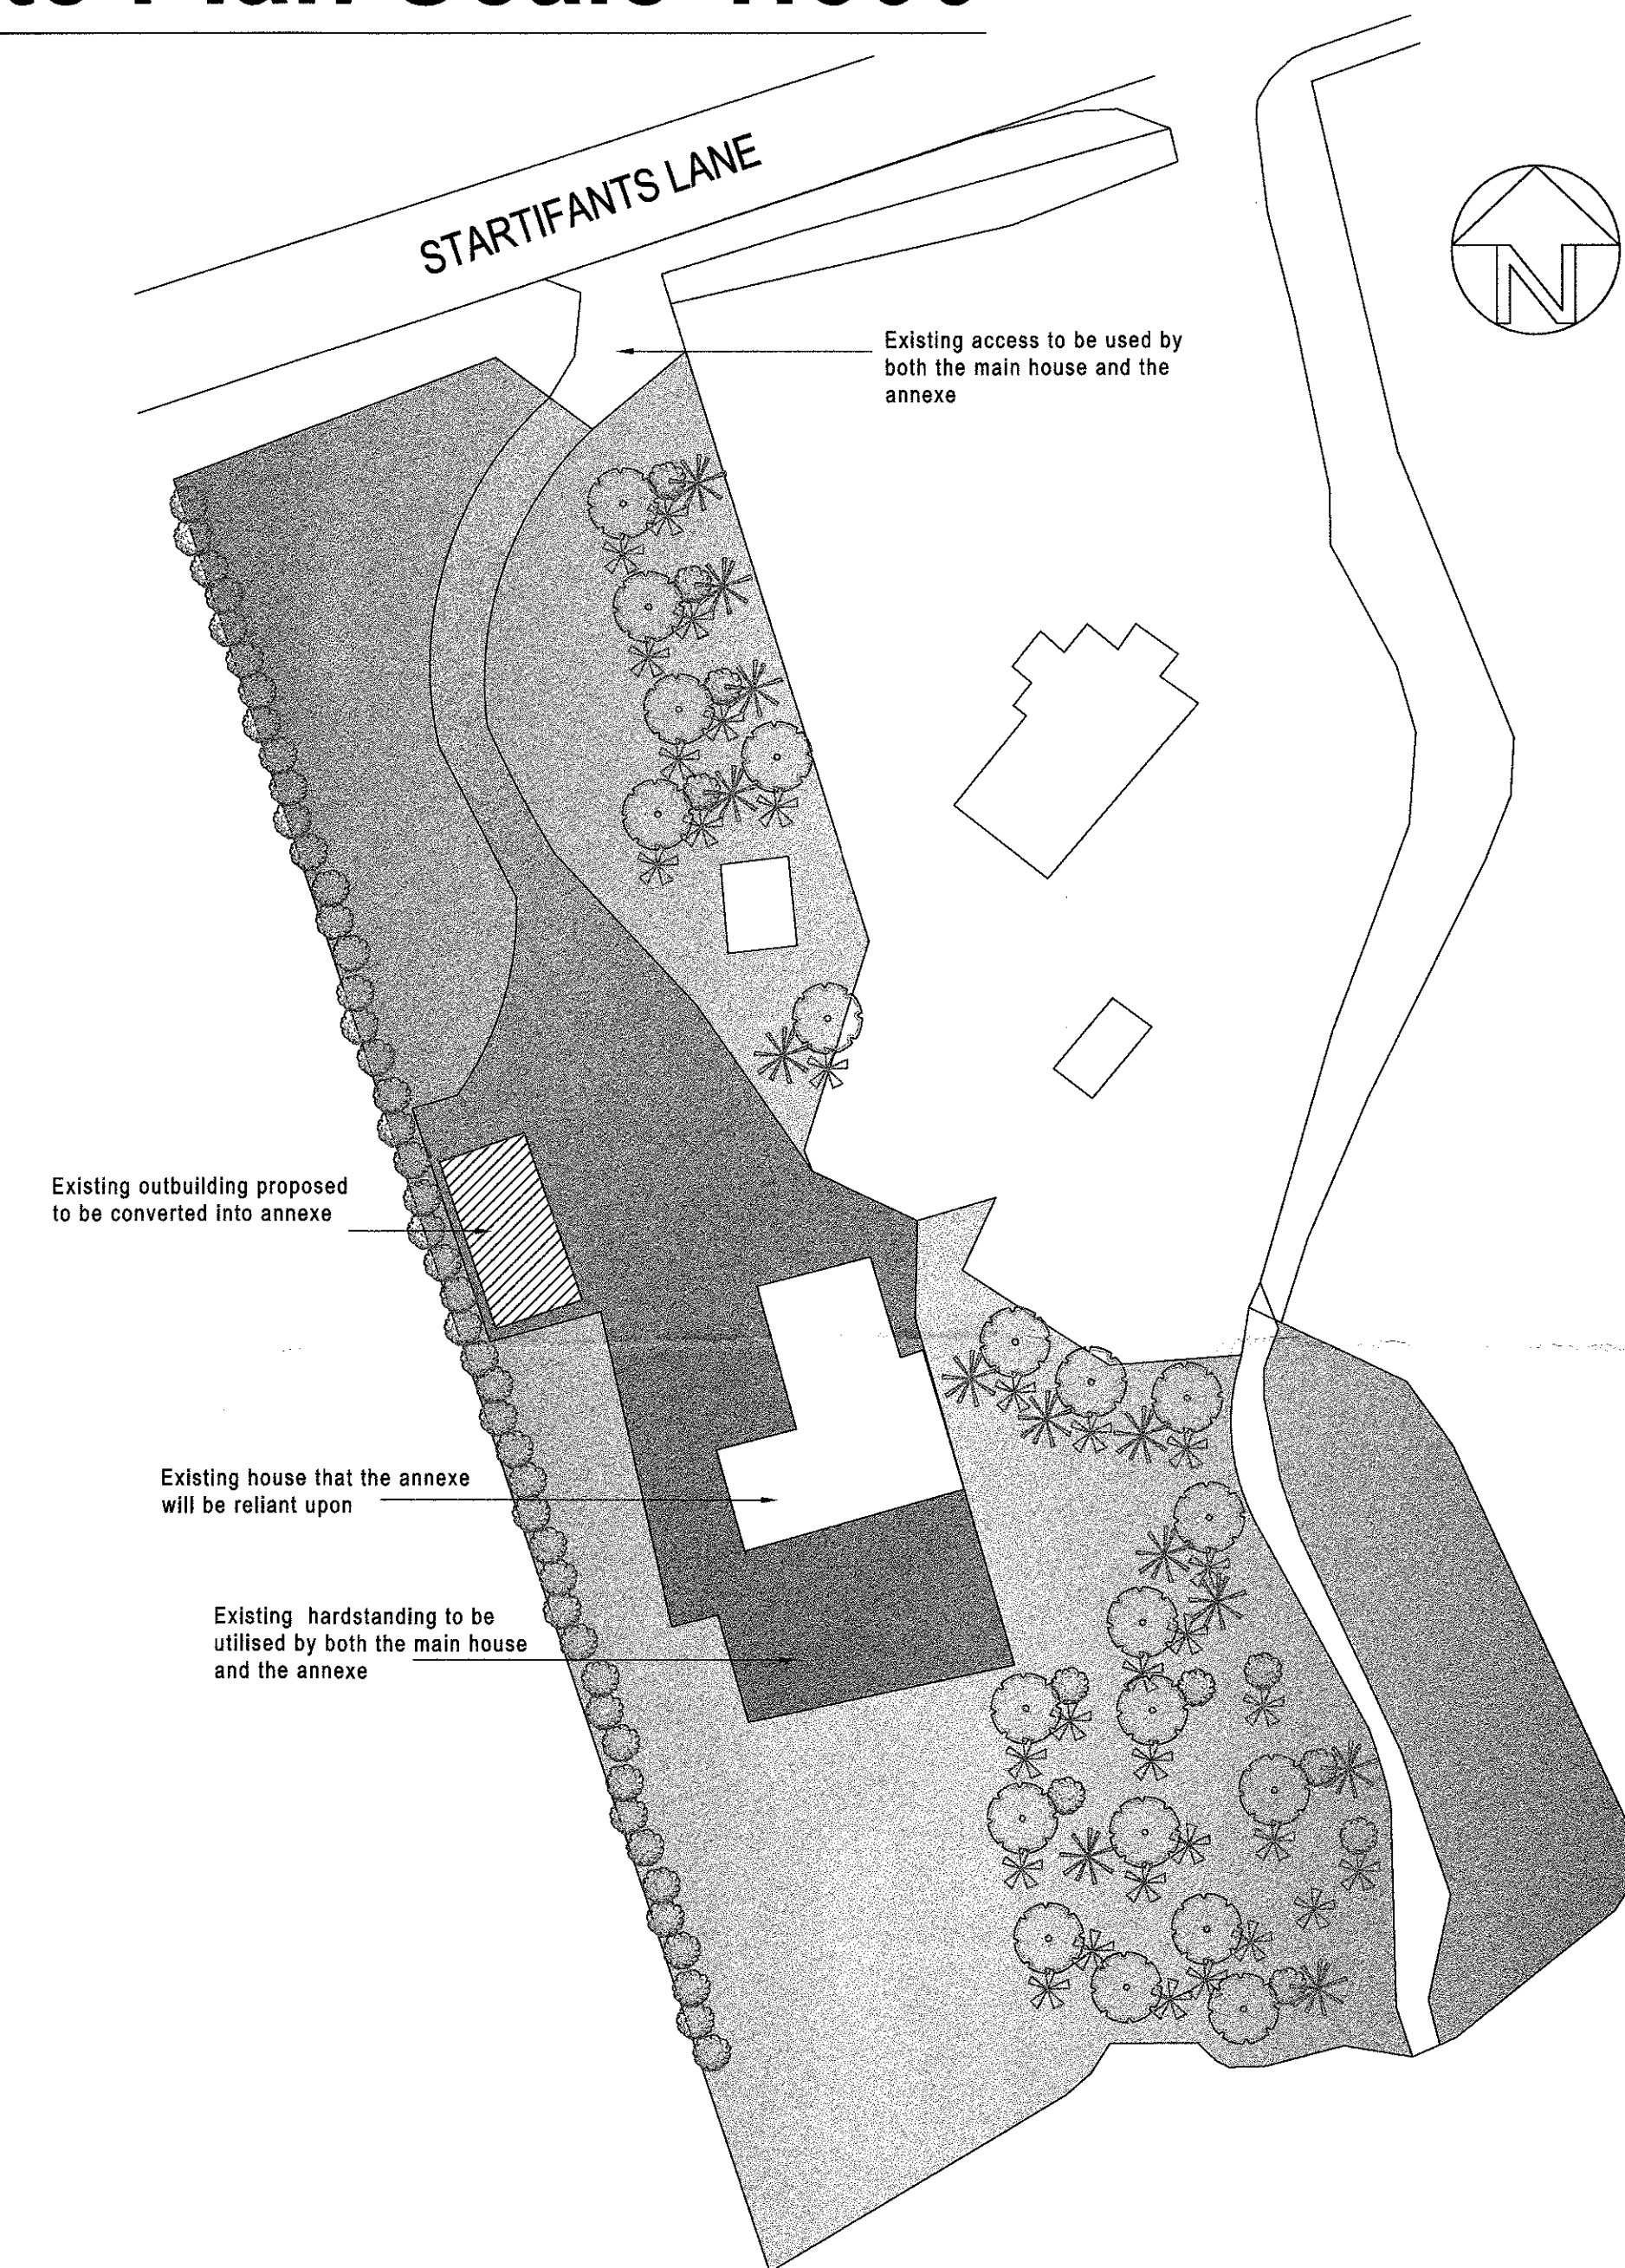 Plan Scale
STARTIFANTS LANE
N
Existing access to be used by
both the main house and the
annexe
Existing outbuilding proposed
to be converted into annexe
Existing house that the annexe
will be reliant upon
Existing hardstanding to be
utilised by both the main house
and the annexe